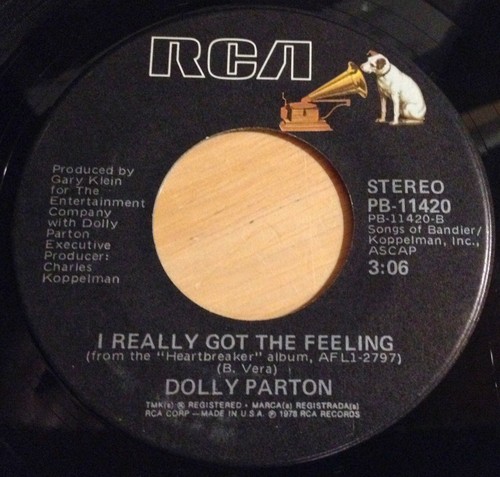 RCA
Produced by
Gary Klein
for The
Entertainment
Company
with Dolly
Parton
Executive
Producer:
Charles
Koppelman
STEREO
PB-11420
PB-11420-B
Songs of Bandier/
Koppelman, Inc.,
ASCAP
3:06
I REALLY GOT THE FEELING
(from the "Heartbreaker" album, AFL1-2797)
(B. Vera)
DOLLY PARTON
TMK(s) ® REGISTERED • MARCA(s) REGISTRADA(s)
RCA CORP—MADE IN U.S.A. ℗ 1978 RCA RECORDS